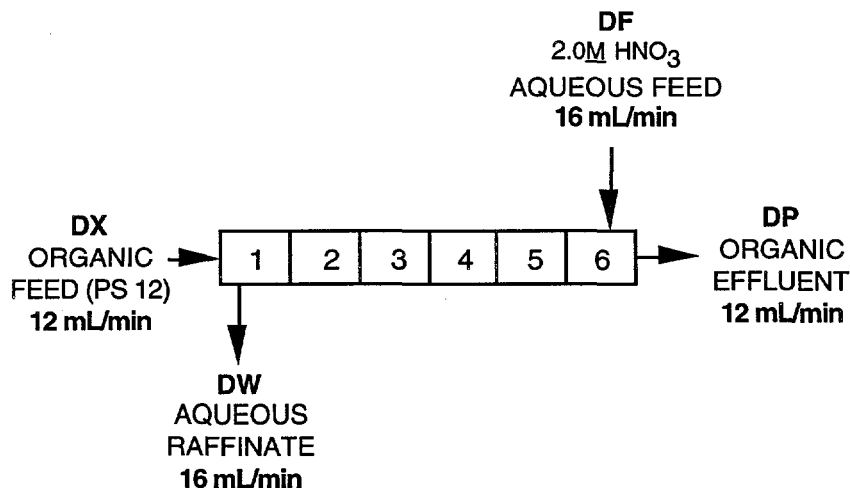 DF
2.0M HNO3
AQUEOUS FEED
16 mL/min
DX
ORGANIC
FEED (PS 12)
12 mL/min
1 2 3 4 5 6
DP
ORGANIC
EFFLUENT
12 mL/min
DW
AQUEOUS
RAFFINATE
16 mL/min